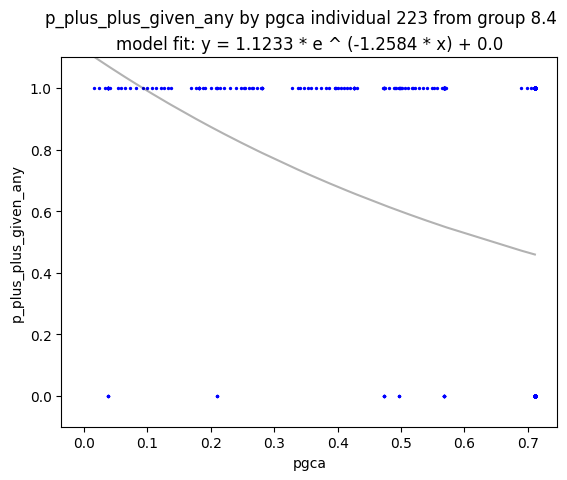 p_plus_plus_given_any by pgca individual 223 from group 8.4
model fit: y = 1.1233 * e ^ (-1.2584 * x) + 0.0
1.0
0.8
0.6
0.4
0.2
0.0
p_plus_plus_given_any
0.0 0.1 0.2 0.3 0.4 0.5 0.6 0.7
pgca